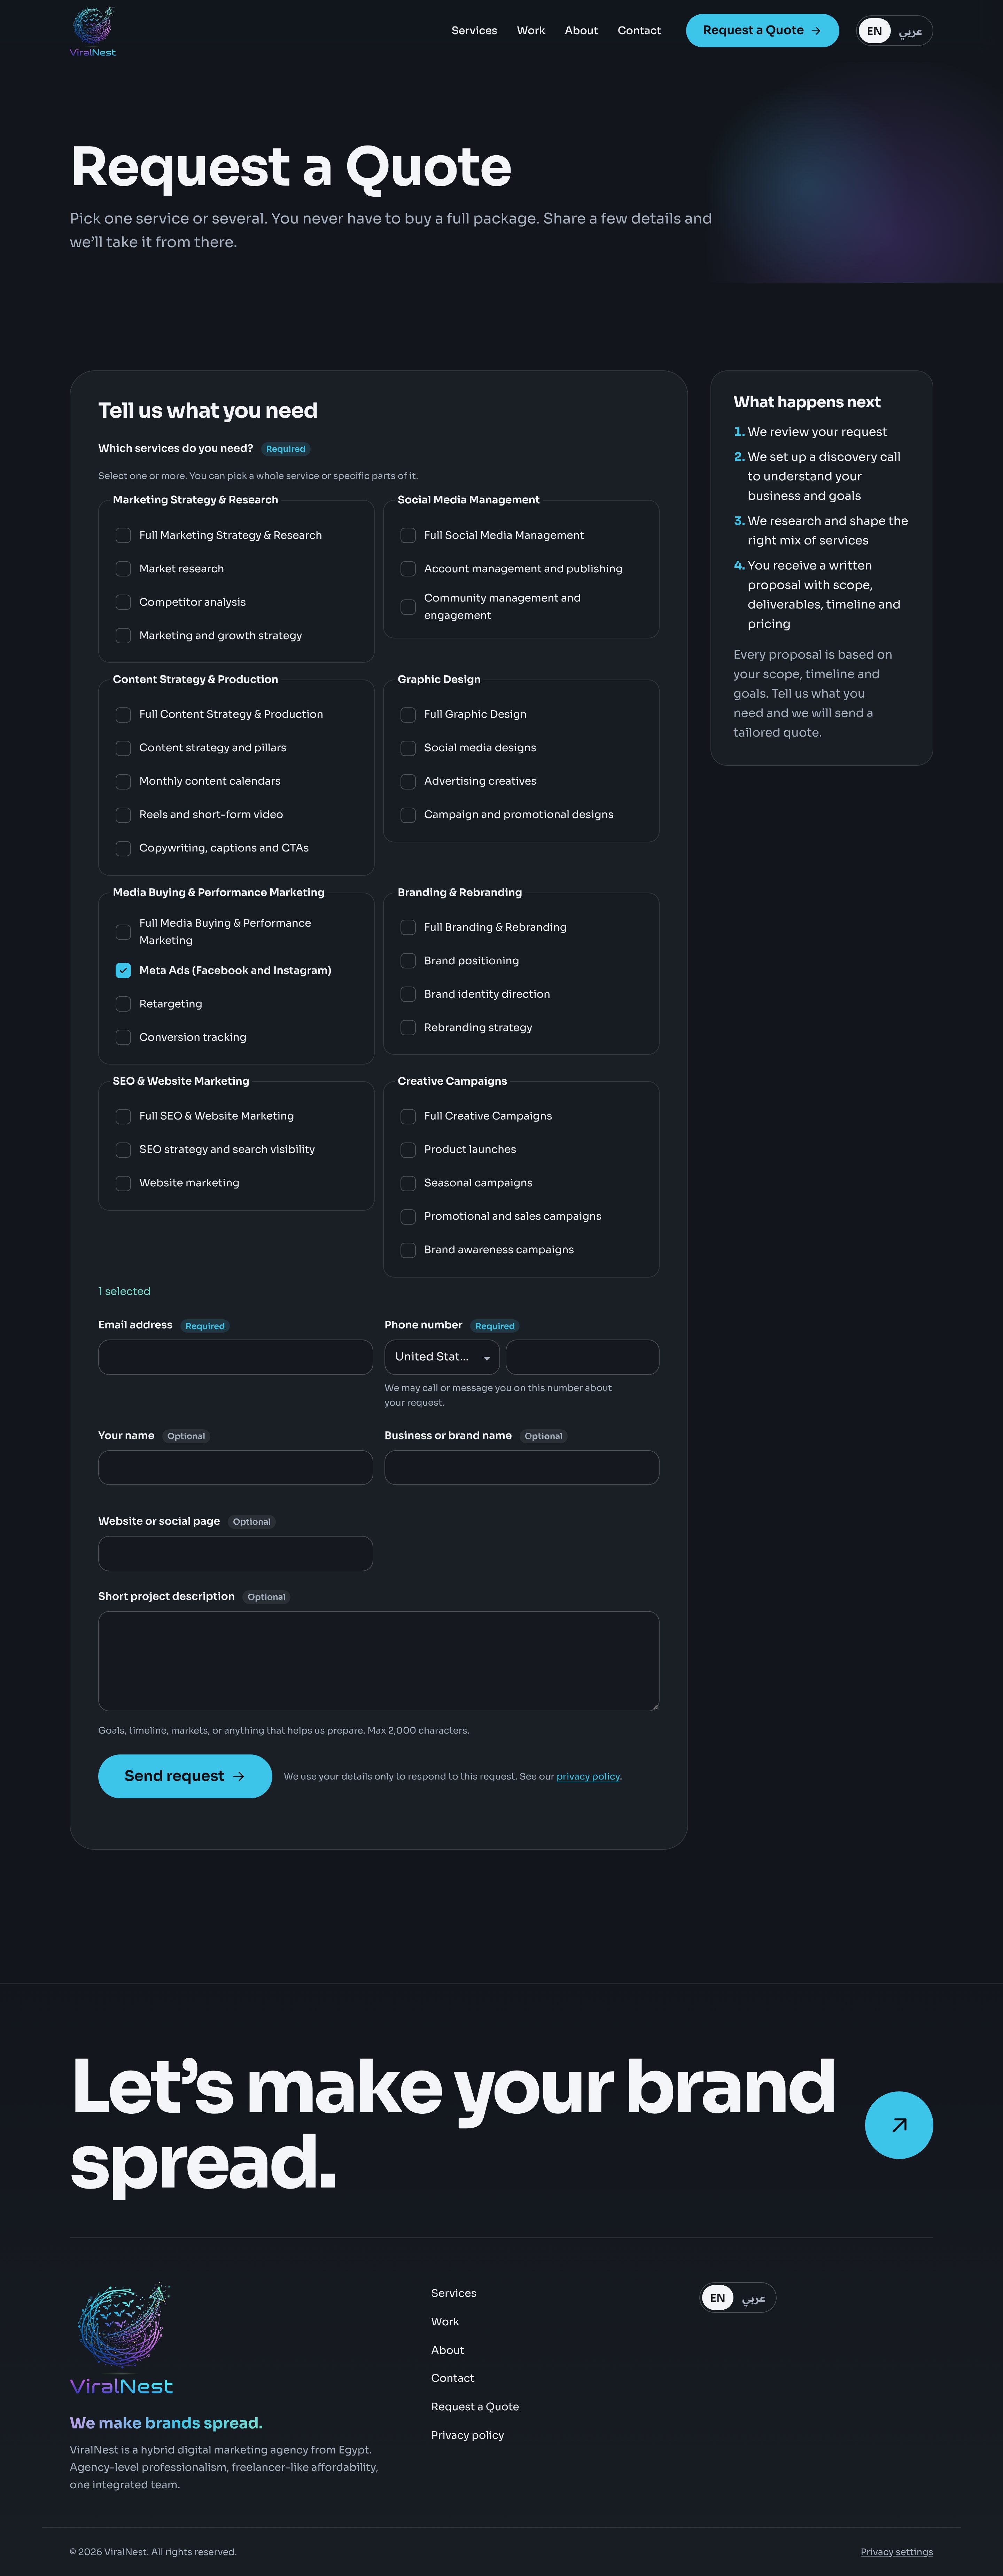 ViralNest
Services
Work
About
Contact
Request a Quote →
EN
عربي
Request a Quote
Pick one service or several. You never have to buy a full package. Share a few details and
we’ll take it from there.
Tell us what you need
Which services do you need? Required
Select one or more. You can pick a whole service or specific parts of it.
Marketing Strategy & Research
Full Marketing Strategy & Research
Market research
Competitor analysis
Marketing and growth strategy
Social Media Management
Full Social Media Management
Account management and publishing
Community management and
engagement
Content Strategy & Production
Full Content Strategy & Production
Content strategy and pillars
Monthly content calendars
Reels and short-form video
Copywriting, captions and CTAs
Graphic Design
Full Graphic Design
Social media designs
Advertising creatives
Campaign and promotional designs
Media Buying & Performance Marketing
Full Media Buying & Performance
Marketing
Meta Ads (Facebook and Instagram)
Retargeting
Conversion tracking
Branding & Rebranding
Full Branding & Rebranding
Brand positioning
Brand identity direction
Rebranding strategy
SEO & Website Marketing
Full SEO & Website Marketing
SEO strategy and search visibility
Website marketing
Creative Campaigns
Full Creative Campaigns
Product launches
Seasonal campaigns
Promotional and sales campaigns
Brand awareness campaigns
1 selected
Email address Required
Phone number Required
United Stat...
We may call or message you on this number about
your request.
Your name Optional
Business or brand name Optional
Website or social page Optional
Short project description Optional
Goals, timeline, markets, or anything that helps us prepare. Max 2,000 characters.
Send request →
We use your details only to respond to this request. See our privacy policy.
What happens next
1. We review your request
2. We set up a discovery call
to understand your
business and goals
3. We research and shape the
right mix of services
4. You receive a written
proposal with scope,
deliverables, timeline and
pricing
Every proposal is based on
your scope, timeline and
goals. Tell us what you
need and we will send a
tailored quote.
Let’s make your brand
spread.
ViralNest
We make brands spread.
ViralNest is a hybrid digital marketing agency from Egypt.
Agency-level professionalism, freelancer-like affordability,
one integrated team.
Services
Work
About
Contact
Request a Quote
Privacy policy
EN
عربي
© 2026 ViralNest. All rights reserved.
Privacy settings